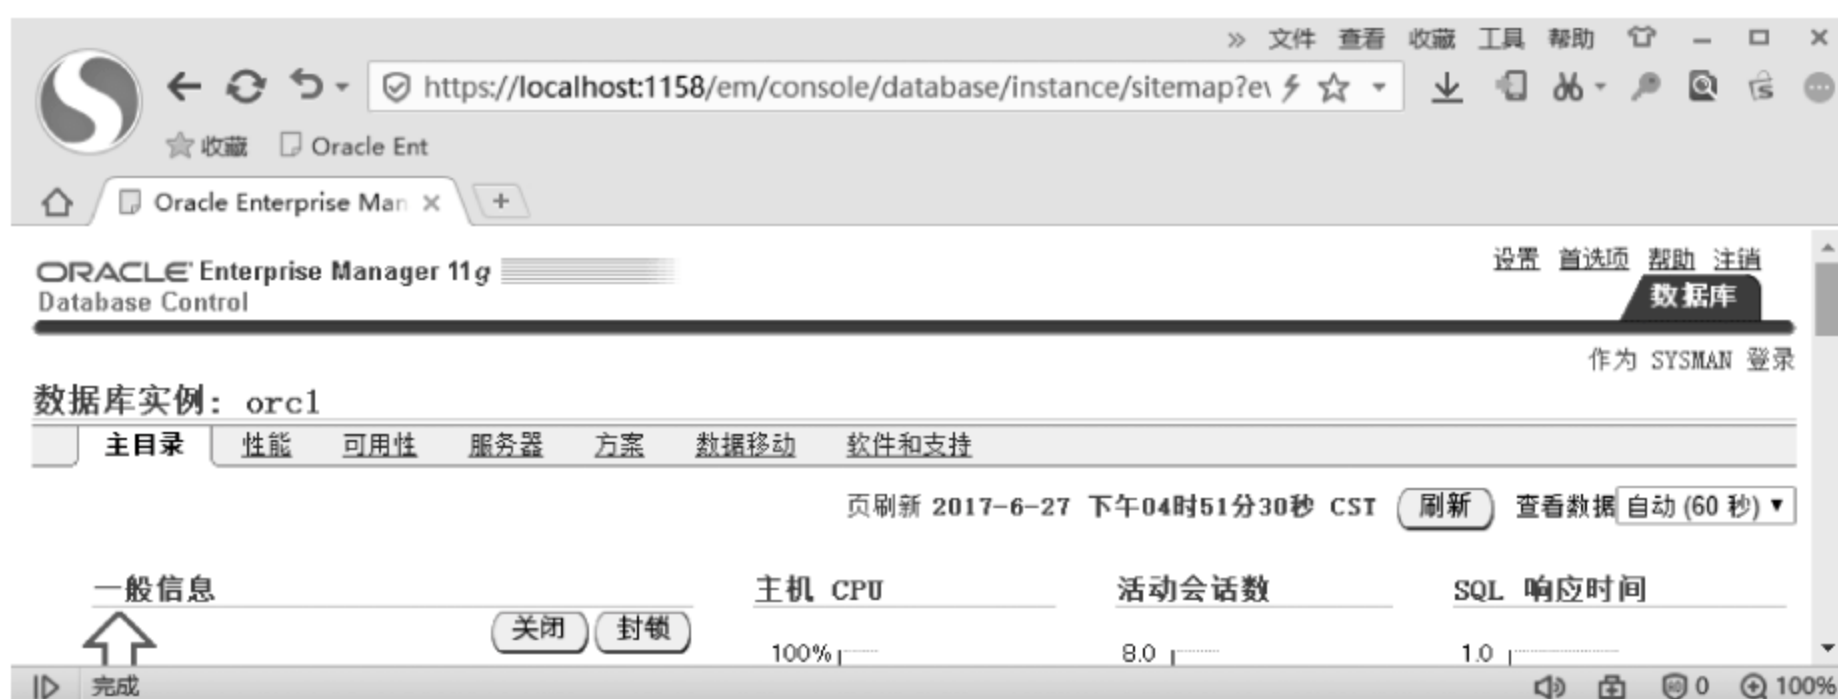 » 文件 查看 收藏 工具 帮助
https://localhost:1158/em/console/database/instance/sitemap?ev
收藏 Oracle Ent
Oracle Enterprise Man
ORACLE Enterprise Manager 11g
Database Control
设置 首选项 帮助 注销
数据库
作为 SYSMAN 登录
数据库实例: orcl
主目录 性能 可用性 服务器 方案 数据移动 软件和支持
页刷新 2017-6-27 下午04时51分30秒 CST 刷新 查看数据 自动 (60 秒)
一般信息 主机 CPU 活动会话数 SQL 响应时间
关闭 封锁
100% 8.0 1.0
完成 0 100%